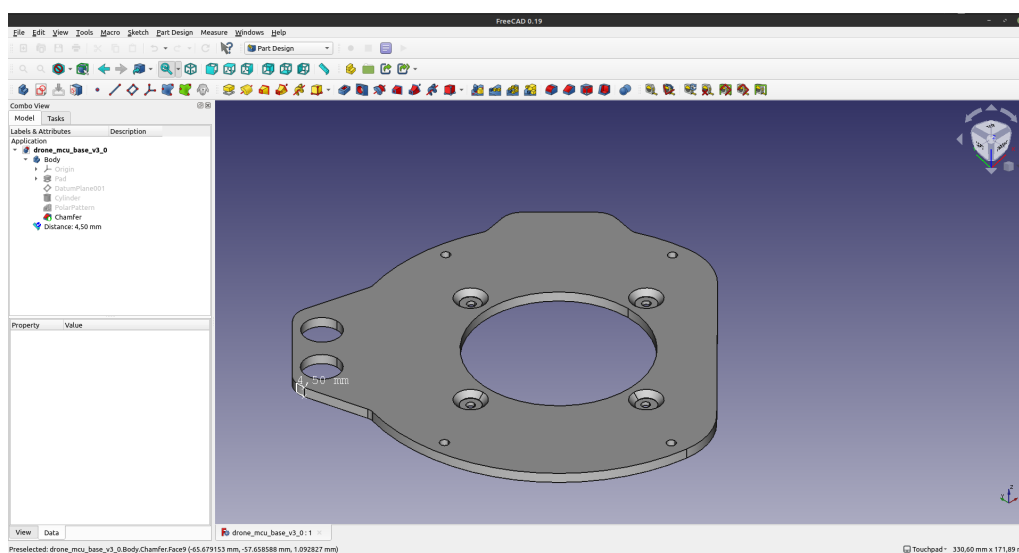 FreeCAD 0.19
File Edit View Tools Macro Sketch Part Design Measure Windows Help
Part Design
Combo View
Model Tasks
Labels & Attributes Description
Application
drone_mcu_base_v3_0
Body
Origin
Pad
DatumPlane001
Cylinder
PolarPattern
Chamfer
Distance: 4,50 mm
4,50 mm
Property Value
View Data
drone_mcu_base_v3_0 : 1
Preselected: drone_mcu_base_v3_0.Body.Chamfer.Face9 (-65.679153 mm, -57.658588 mm, 1.092827 mm)
Touchpad 330,60 mm x 171,89